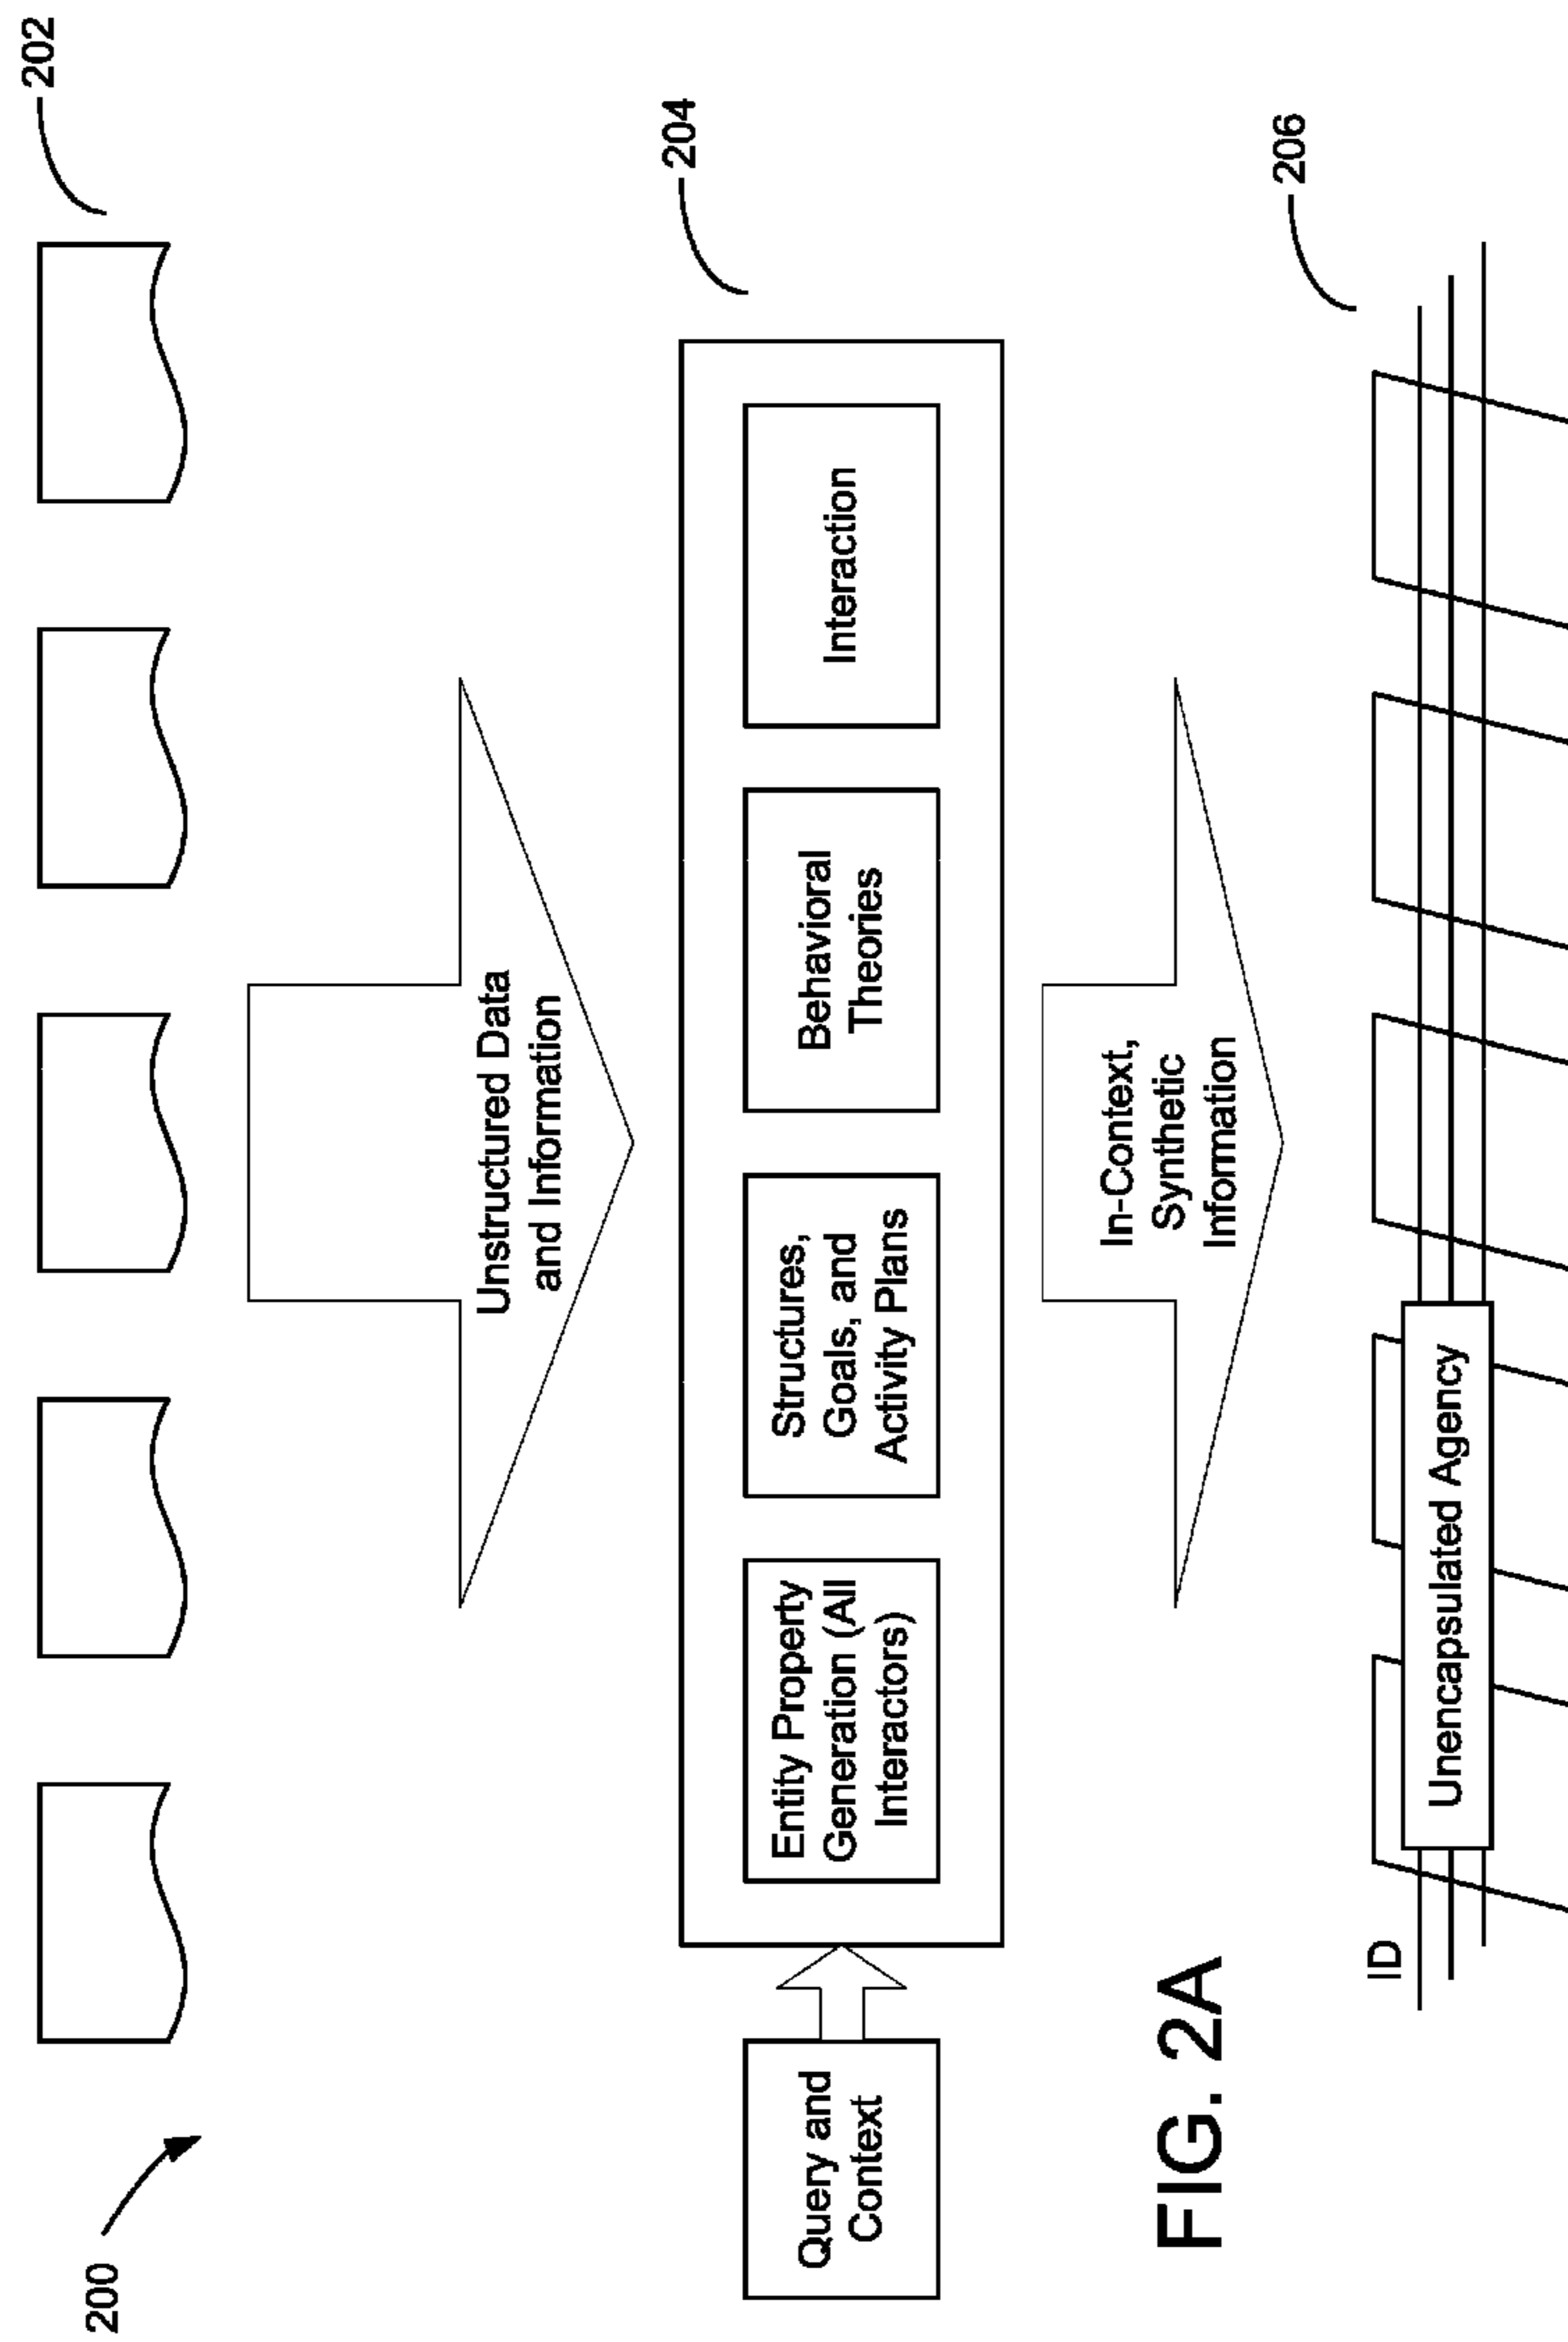 200
202
Unstructured Data
and Information
204
Query and
Context
Entity Property
Generation (All
Interactors)
Structures,
Goals, and
Activity Plans
Behavioral
Theories
Interaction
In-Context,
Synthetic
Information
FIG. 2A
206
ID
Unencapsulated Agency